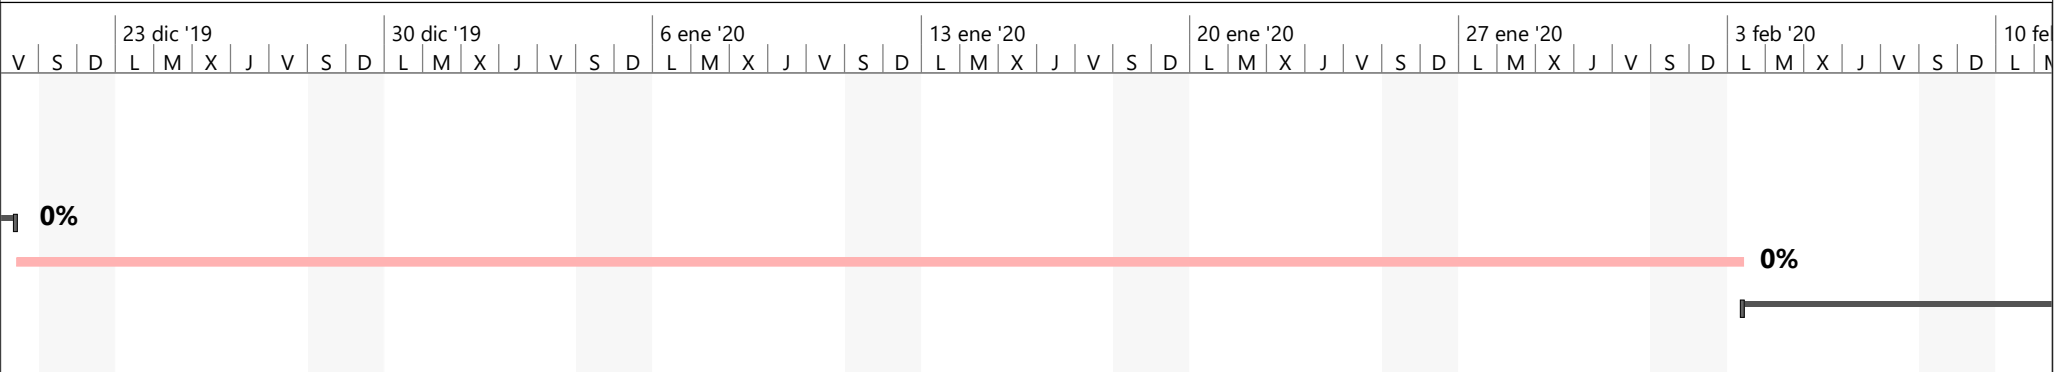 23 dic '19 30 dic '19 6 ene '20 13 ene '20 20 ene '20 27 ene '20 3 feb '20 10
V S D L M X J V S D L M X J V S D L M X J V S D L M X J V S D L M X J V S D L M X J V S D L M X J V S D L
0%
0%